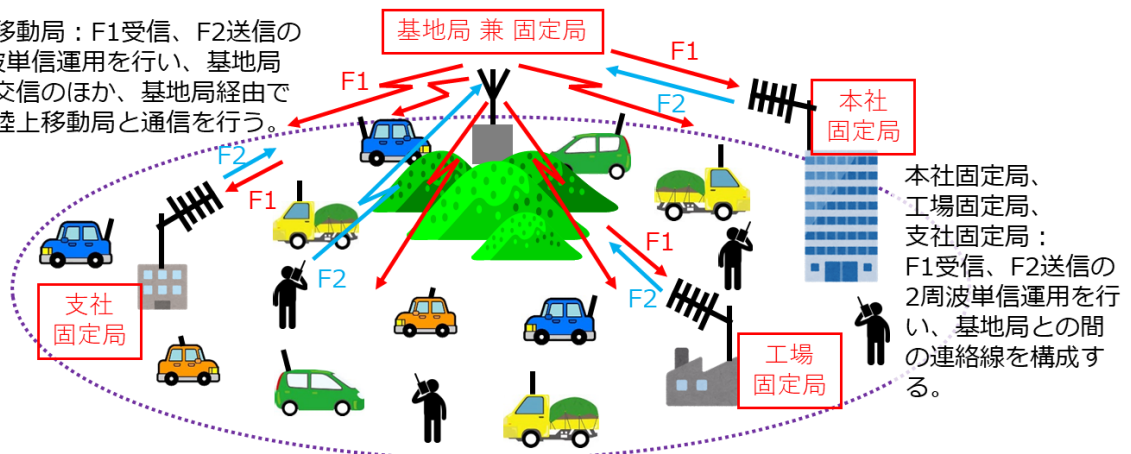 移動局：F1受信、F2送信の
波単信運用を行い、基地局
交信のほか、基地局経由で
陸上移動局と通信を行う。
基地局 兼 固定局
F1
F1
F2
本社
固定局
F2
F1
本社固定局、
工場固定局、
支社固定局：
F1受信、F2送信の
2周波単信運用を行
い、基地局との間
の連絡線を構成す
る。
F1
F2
F2
支社
固定局
工場
固定局